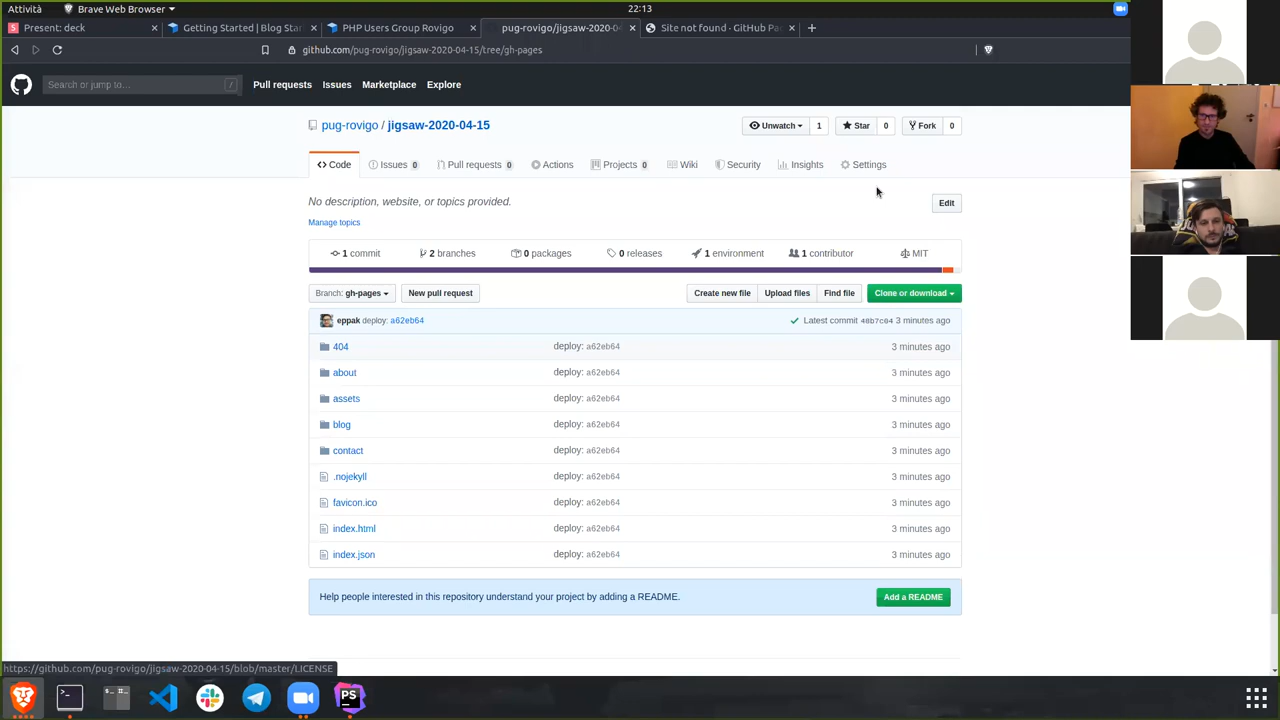 Attività
Brave Web Browser
22:13
Present: deck
Getting Started | Blog Star
PHP Users Group Rovigo
pug-rovigo/jigsaw-2020-04
Site not found · GitHub Pa
github.com/pug-rovigo/jigsaw-2020-04-15/tree/gh-pages
Search or jump to... /
Pull requests Issues Marketplace Explore
pug-rovigo / jigsaw-2020-04-15
Unwatch 1 Star 0 Fork 0
Code Issues 0 Pull requests 0 Actions Projects 0 Wiki Security Insights Settings
No description, website, or topics provided.
Edit
Manage topics
1 commit 2 branches 0 packages 0 releases 1 environment 1 contributor MIT
Branch: gh-pages New pull request Create new file Upload files Find file Clone or download
eppak deploy: a62eb64 Latest commit 48b7c04 3 minutes ago
404 deploy: a62eb64 3 minutes ago
about deploy: a62eb64 3 minutes ago
assets deploy: a62eb64 3 minutes ago
blog deploy: a62eb64 3 minutes ago
contact deploy: a62eb64 3 minutes ago
.nojekyll deploy: a62eb64 3 minutes ago
favicon.ico deploy: a62eb64 3 minutes ago
index.html deploy: a62eb64 3 minutes ago
index.json deploy: a62eb64 3 minutes ago
Help people interested in this repository understand your project by adding a README.
Add a README
https://github.com/pug-rovigo/jigsaw-2020-04-15/blob/master/LICENSE
PS